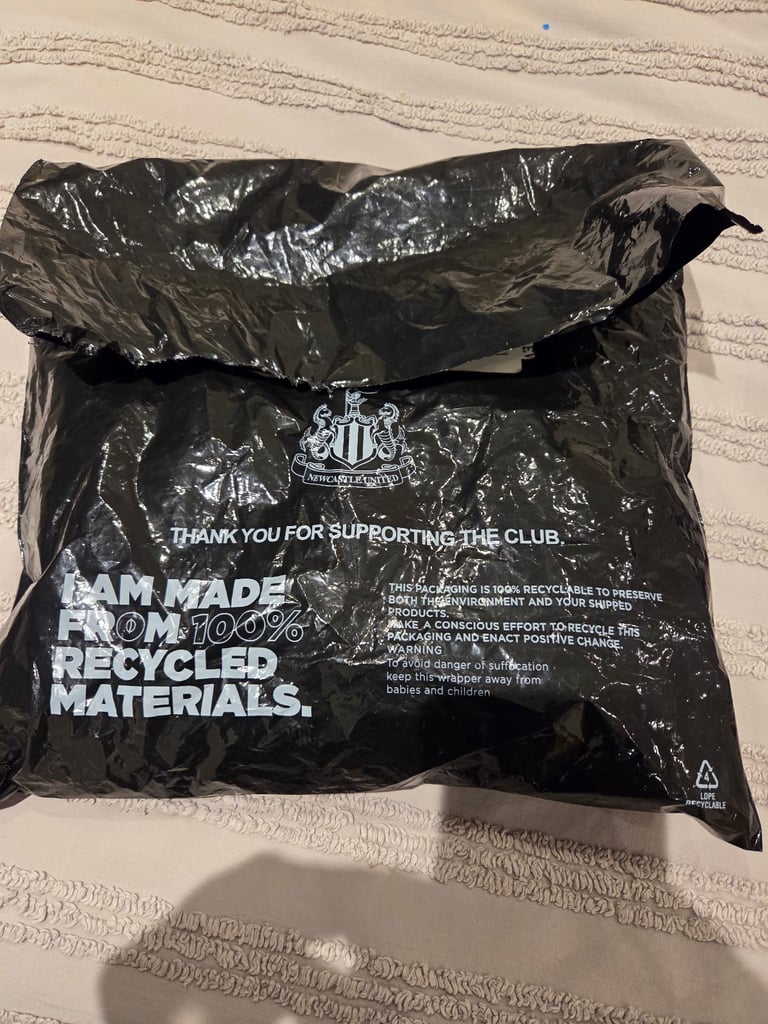 NEWCASTLE UNITED
THANK YOU FOR SUPPORTING THE CLUB.
I AM MADE
FROM 100%
RECYCLED
MATERIALS.
THIS PACKAGING IS 100% RECYCLABLE TO PRESERVE
BOTH THE ENVIRONMENT AND YOUR SHIPPED
PRODUCTS.
MAKE A CONSCIOUS EFFORT TO RECYCLE THIS
PACKAGING AND ENACT POSITIVE CHANGE.
WARNING
To avoid danger of suffocation
keep this wrapper away from
babies and children
4
LDPE
RECYCLABLE